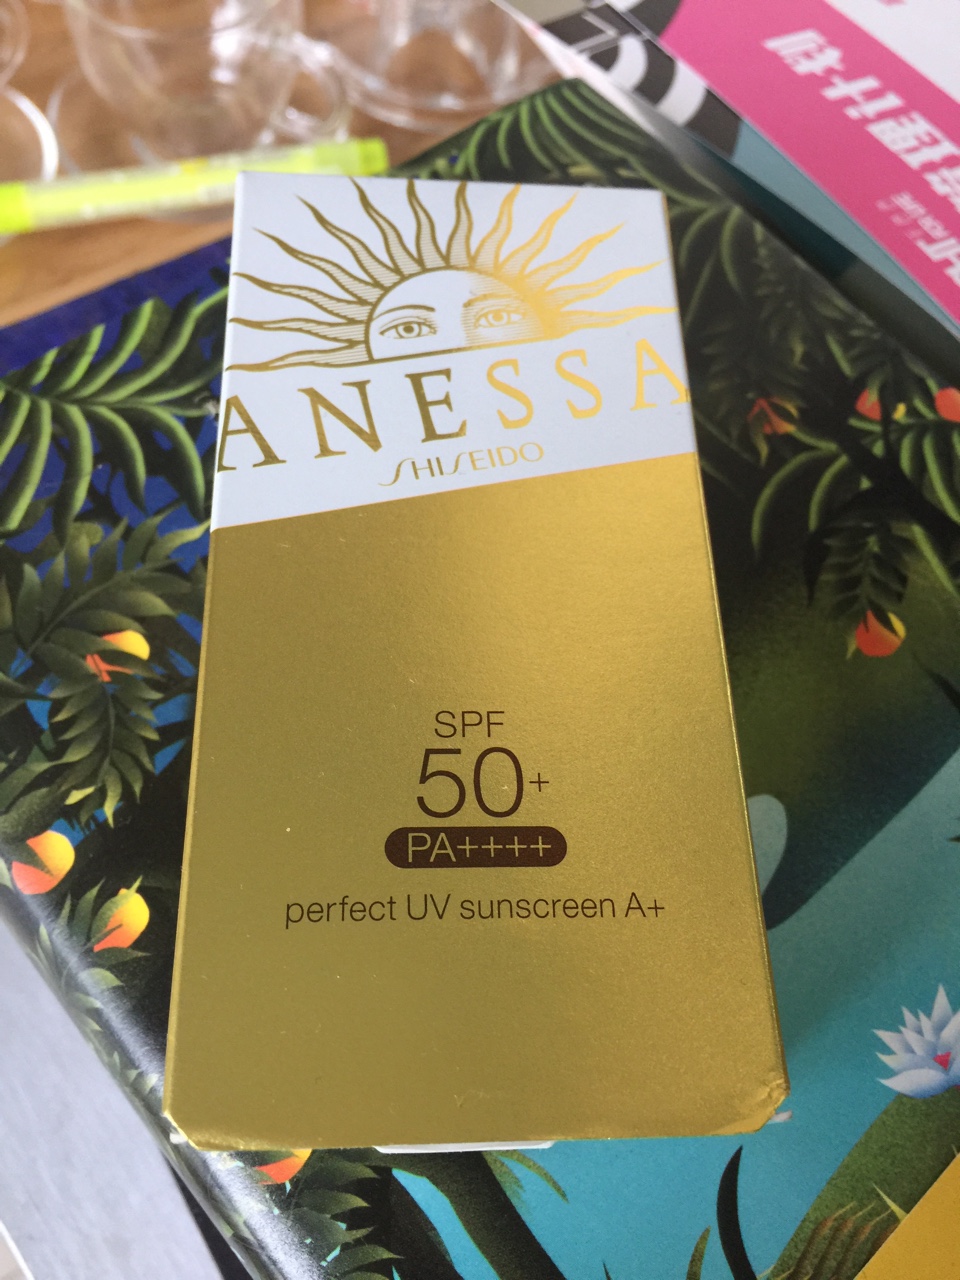 ANESSA
SHISEIDO
SPF
50+
PA++++
perfect UV sunscreen A+